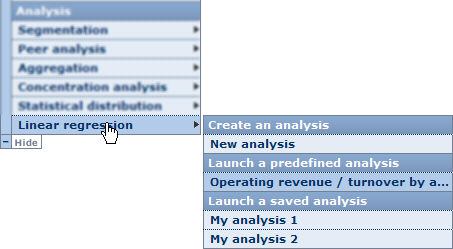 Analysis
Segmentation
Peer analysis
Aggregation
Concentration analysis
Statistical distribution
Linear regression
Hide
Create an analysis
New analysis
Launch a predefined analysis
Operating revenue / turnover by a...
Launch a saved analysis
My analysis 1
My analysis 2